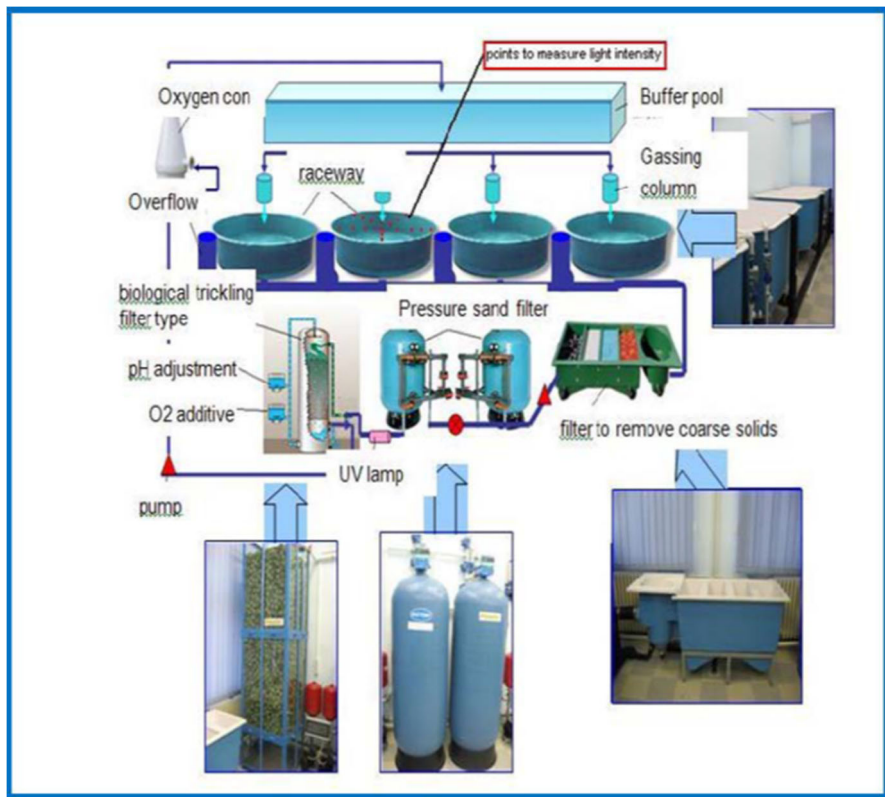 points to measure light intensity
Oxygen con
Buffer pool
Gassing
column
raceway
Overflow
biological trickling
filter type
Pressure sand filter
pH adjustment
O2 additive
filter to remove coarse solids
UV lamp
pump